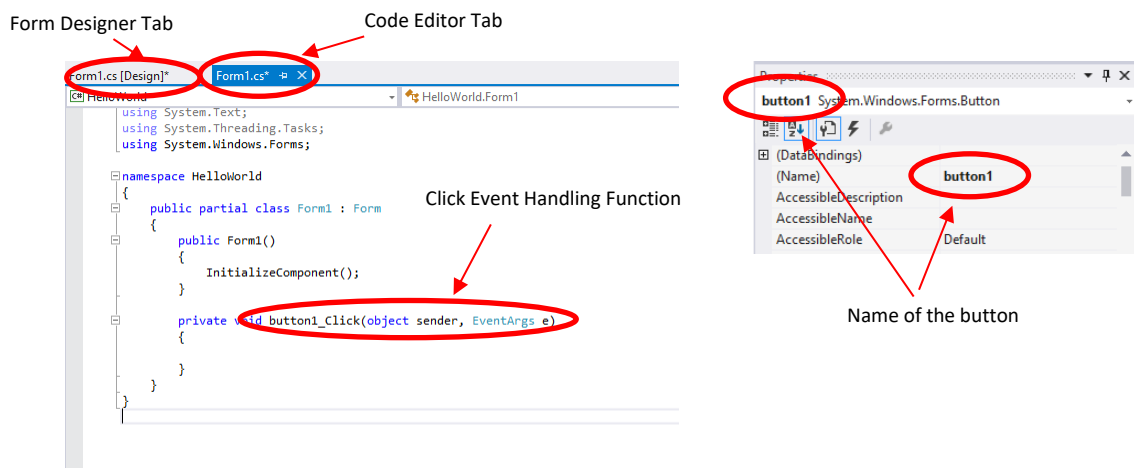 Form Designer Tab
Code Editor Tab
Form1.cs [Design]*
Form1.cs*
C# HelloWorld
HelloWorld.Form1
using System.Text;
using System.Threading.Tasks;
using System.Windows.Forms;
namespace HelloWorld
{
public partial class Form1 : Form
{
public Form1()
{
InitializeComponent();
}
private void button1_Click(object sender, EventArgs e)
{
}
}
}
Click Event Handling Function
Properties
button1 System.Windows.Forms.Button
(DataBindings)
(Name) button1
AccessibleDescription
AccessibleName
AccessibleRole Default
Name of the button